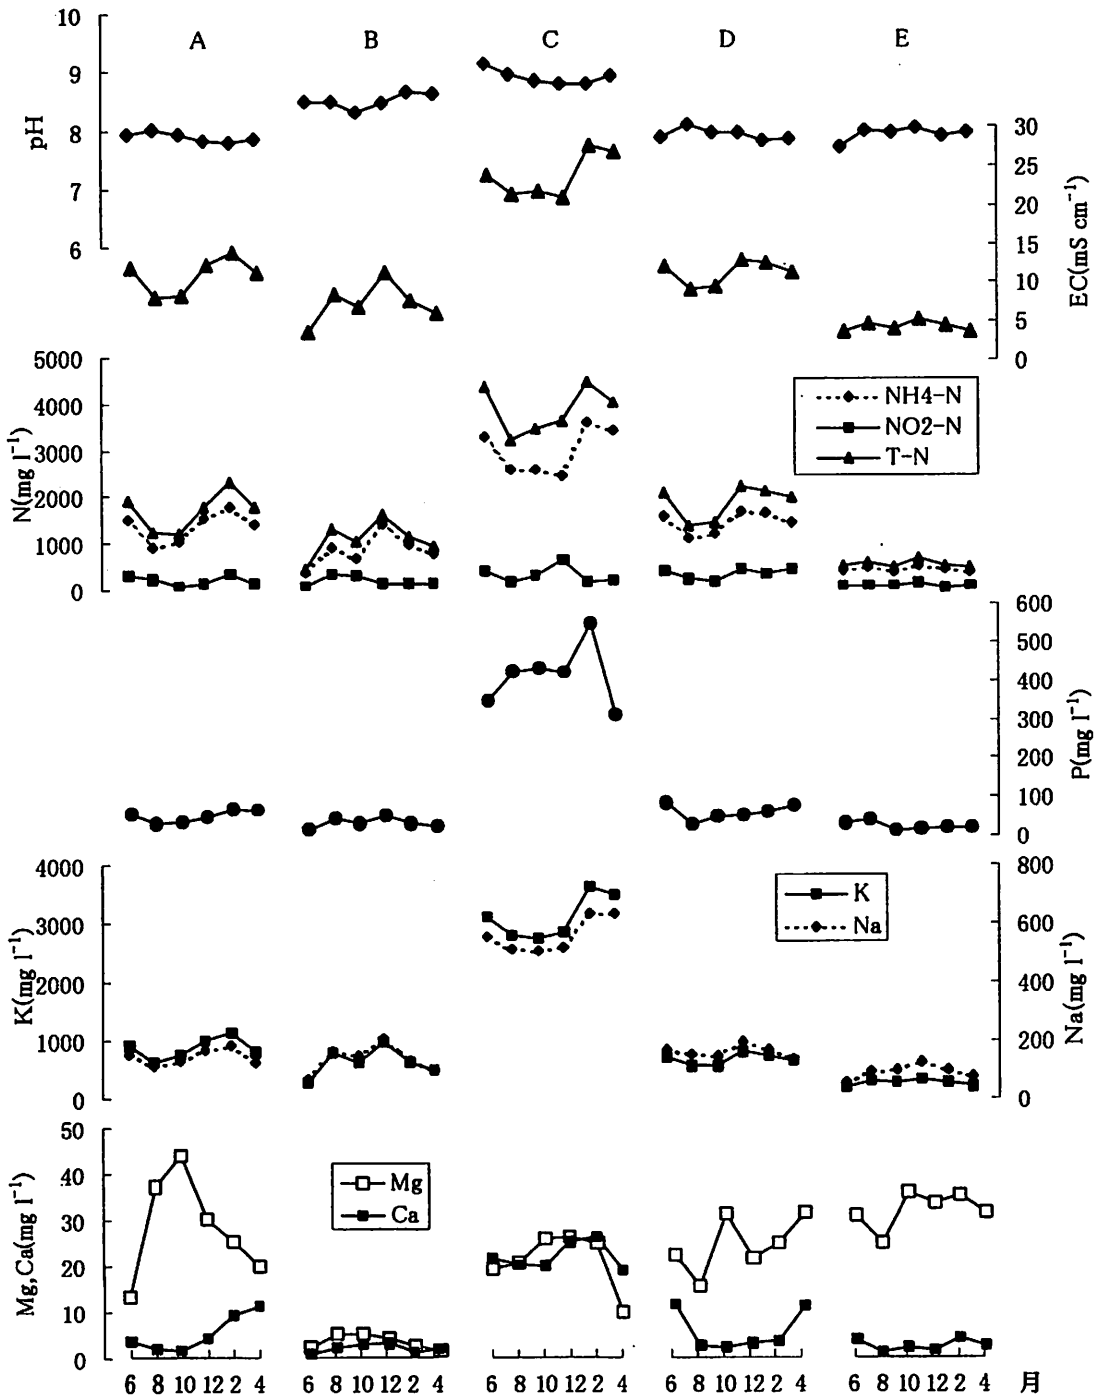 A B C D E
10
9
8
7
6
pH
30
25
20
15
10
5
0
EC(mS cm⁻¹)
5000
4000
3000
2000
1000
0
N(mg l⁻¹)
NH4-N
NO2-N
T-N
600
500
400
300
200
100
0
P(mg l⁻¹)
4000
3000
2000
1000
0
K(mg l⁻¹)
K
Na
800
600
400
200
0
Na(mg l⁻¹)
50
40
30
20
10
0
Mg,Ca(mg l⁻¹)
Mg
Ca
6 8 10 12 2 4 6 8 10 12 2 4 6 8 10 12 2 4 6 8 10 12 2 4 6 8 10 12 2 4 月